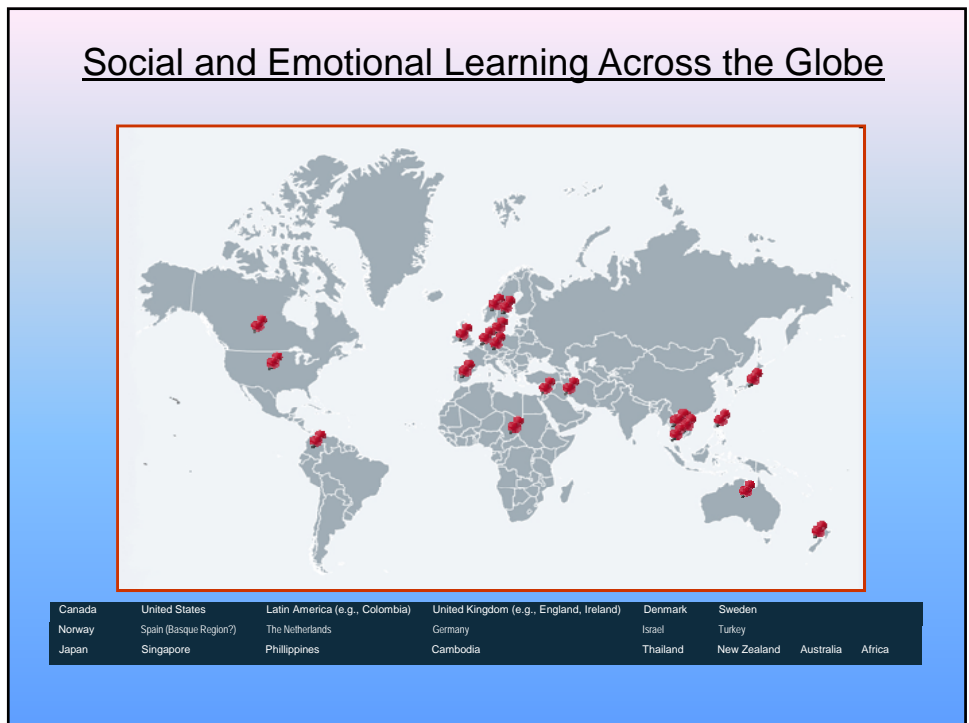 Social and Emotional Learning Across the Globe
Canada United States Latin America (e.g., Colombia) United Kingdom (e.g., England, Ireland) Denmark Sweden
Norway Spain (Basque Region?) The Netherlands Germany Israel Turkey
Japan Singapore Phillippines Cambodia Thailand New Zealand Australia Africa